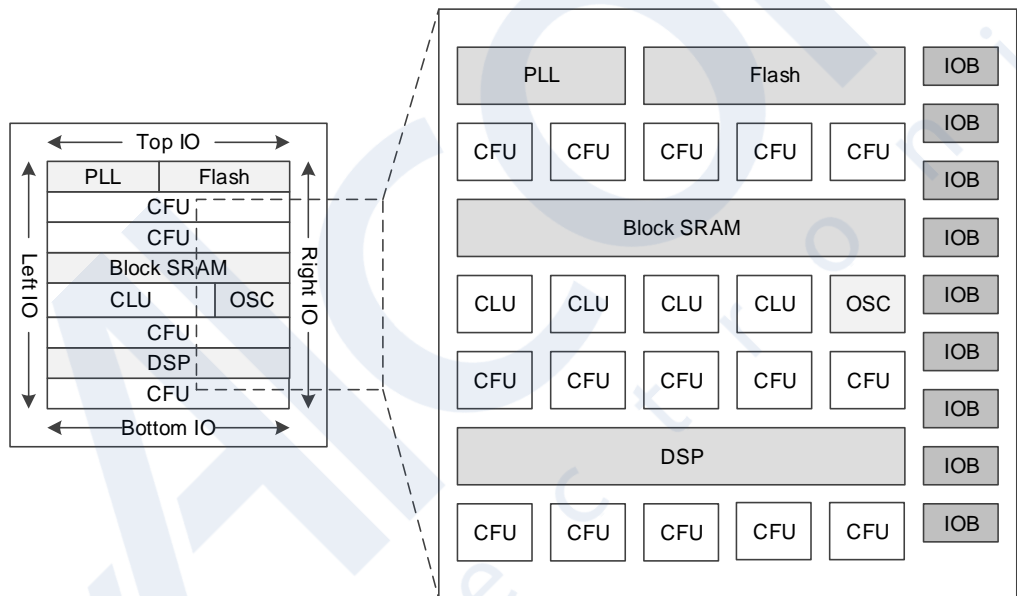 Top IO
PLL Flash
CFU
CFU
Block SRAM
CLU OSC
CFU
DSP
CFU
Bottom IO
Left IO
Right IO
PLL Flash IOB
IOB
CFU CFU CFU CFU CFU
IOB
Block SRAM IOB
CLU CLU CLU CLU OSC IOB
IOB
CFU CFU CFU CFU CFU
IOB
DSP IOB
CFU CFU CFU CFU CFU IOB